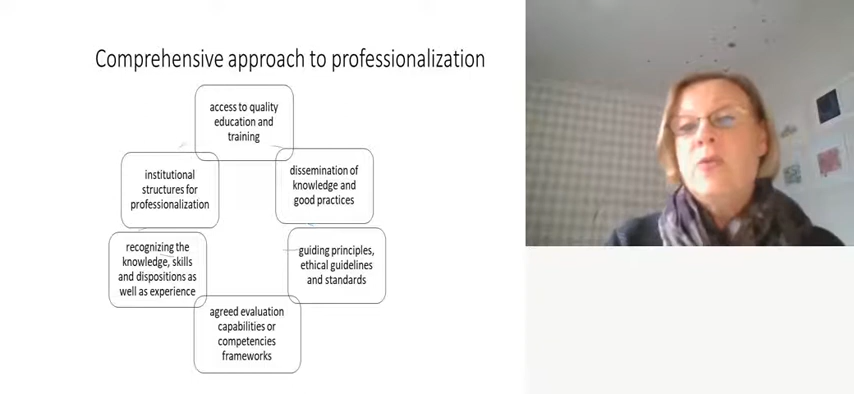 Comprehensive approach to professionalization
access to quality
education and
training
dissemination of
knowledge and
good practices
guiding principles,
ethical guidelines
and standards
agreed evaluation
capabilities or
competencies
frameworks
recognizing the
knowledge, skills
and dispositions as
well as experience
institutional
structures for
professionalization